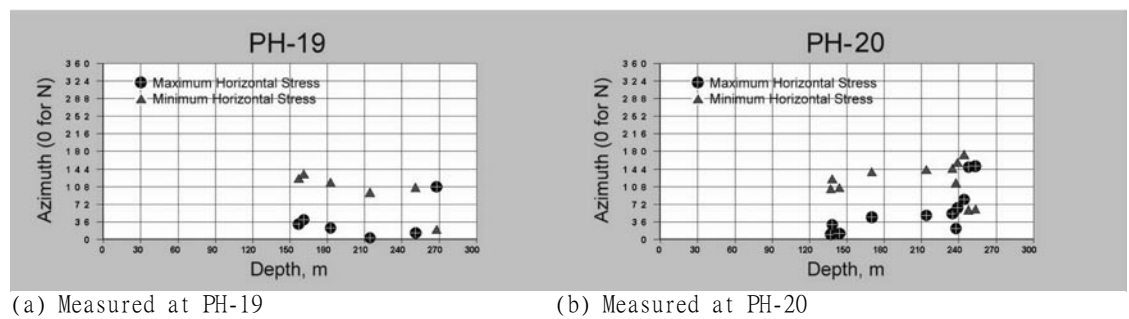 PH-19
Azimuth (0 for N)
360
324
288
252
216
180
144
108
72
36
0
Maximum Horizontal Stress
Minimum Horizontal Stress
0 30 60 90 120 150 180 210 240 270 300
Depth, m
PH-20
Azimuth (0 for N)
360
324
288
252
216
180
144
108
72
36
0
Maximum Horizontal Stress
Minimum Horizontal Stress
0 30 60 90 120 150 180 210 240 270 300
Depth, m
(a) Measured at PH-19
(b) Measured at PH-20